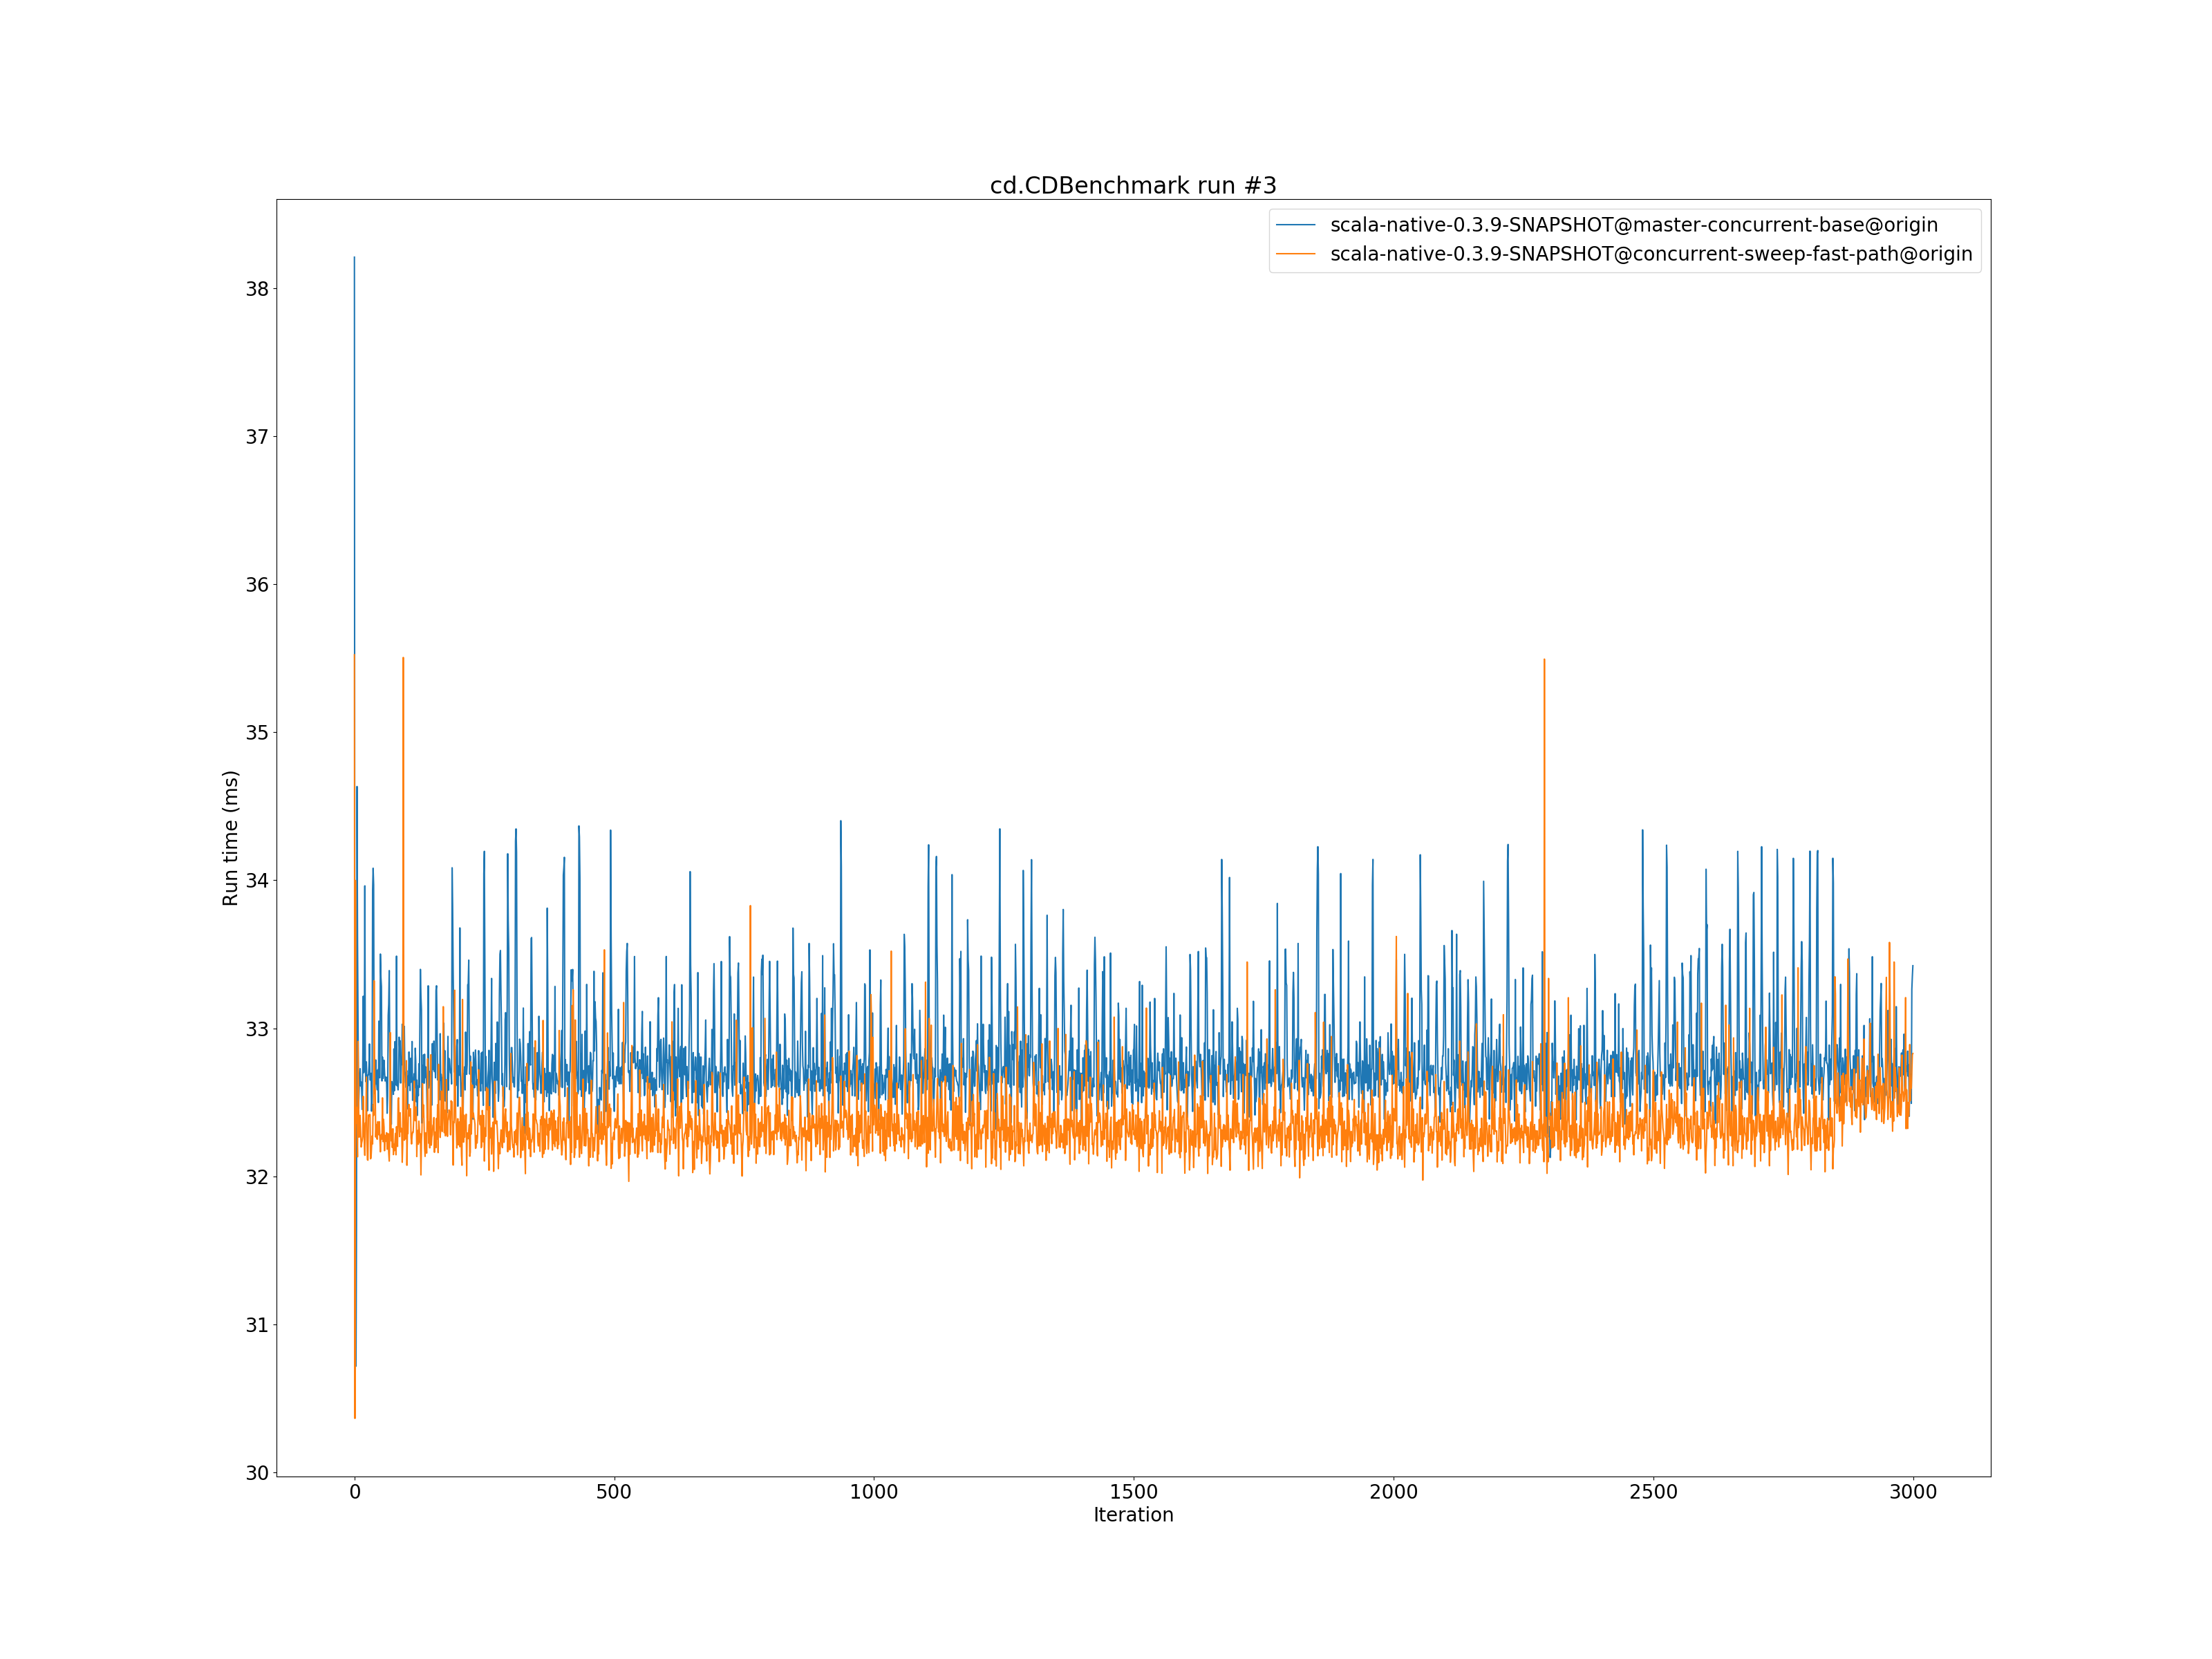 cd.CDBenchmark run #3
scala-native-0.3.9-SNAPSHOT@master-concurrent-base@origin
scala-native-0.3.9-SNAPSHOT@concurrent-sweep-fast-path@origin
Run time (ms)
38
37
36
35
34
33
32
31
30
0 500 1000 1500 2000 2500 3000
Iteration